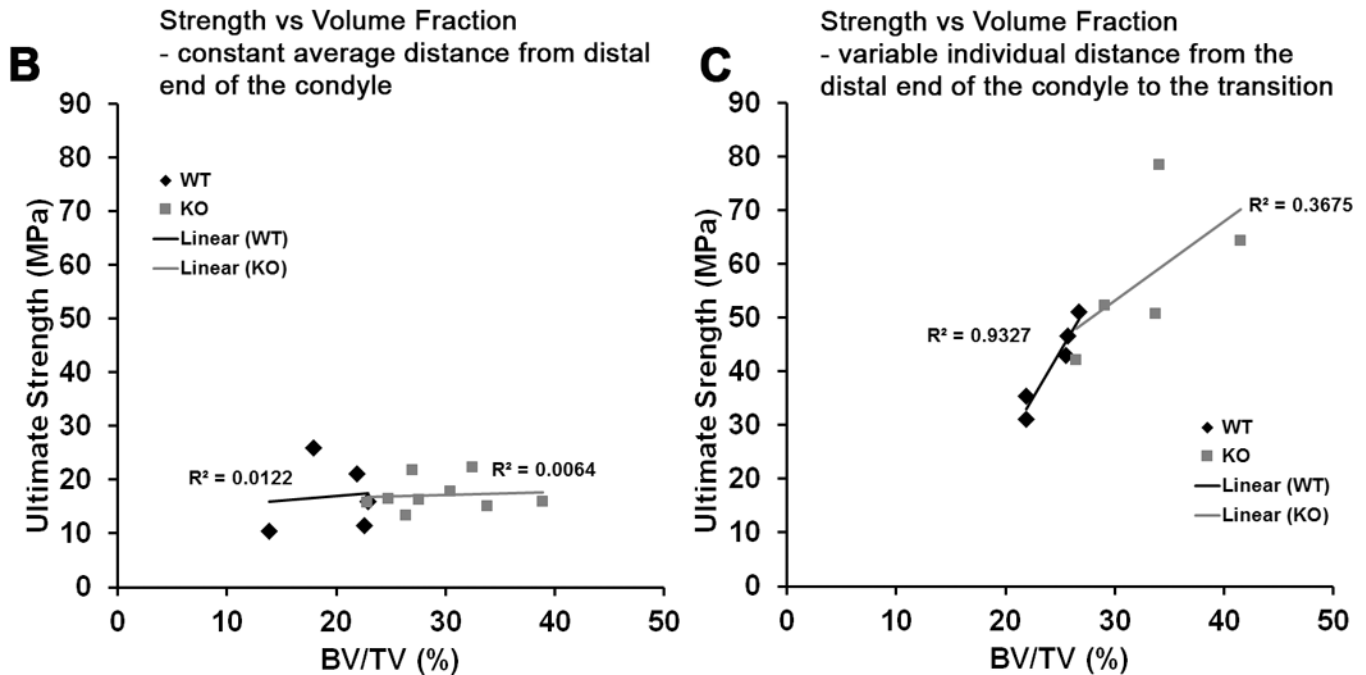 B
Strength vs Volume Fraction
- constant average distance from distal
end of the condyle
90
80
70
60
50
40
30
20
10
0
Ultimate Strength (MPa)
WT
KO
Linear (WT)
Linear (KO)
R² = 0.0122
R² = 0.0064
0 10 20 30 40 50
BV/TV (%)
C
Strength vs Volume Fraction
- variable individual distance from the
distal end of the condyle to the transition
90
80
70
60
50
40
30
20
10
0
Ultimate Srength (MPa)
R² = 0.3675
R² = 0.9327
WT
KO
Linear (WT)
Linear (KO)
0 10 20 30 40 50
BV/TV (%)